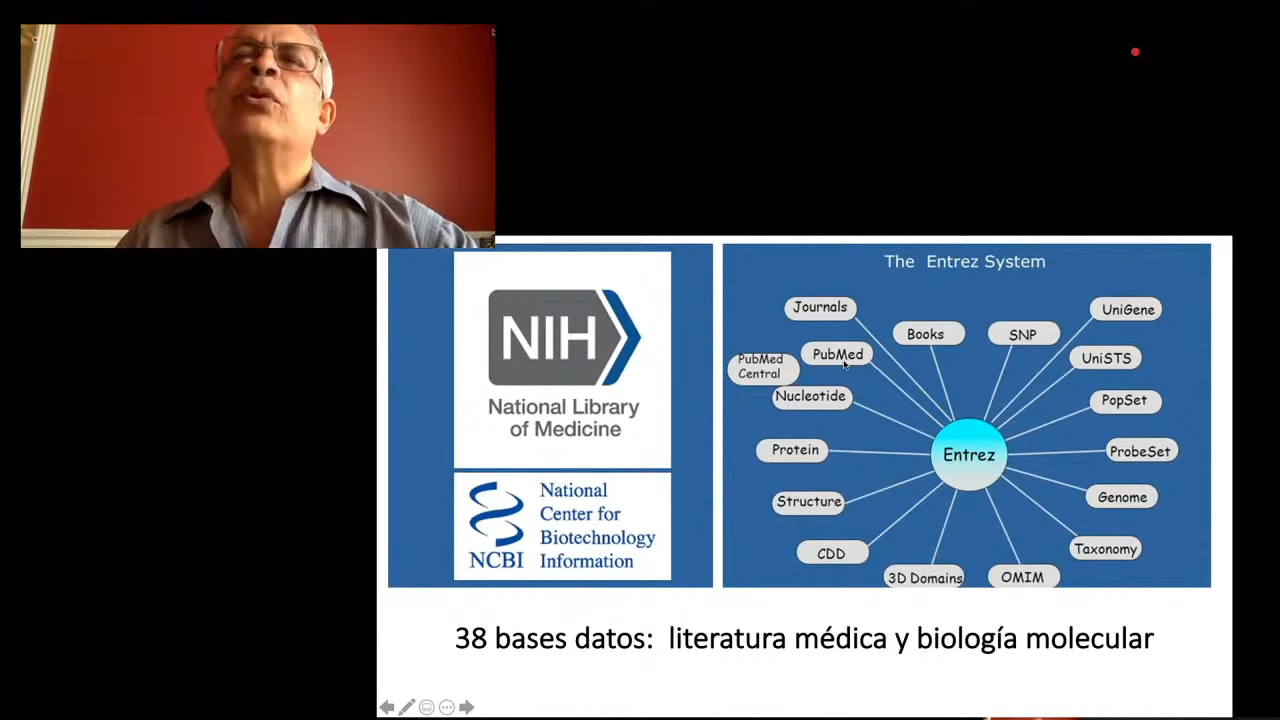 NIH
National Library
of Medicine
NCBI
National
Center for
Biotechnology
Information
The Entrez System
Journals
Books
SNP
UniGene
PubMed
PubMed
Central
UniSTS
Nucleotide
PopSet
Protein
Entrez
ProbeSet
Structure
Genome
CDD
Taxonomy
3D Domains
OMIM
38 bases datos: literatura médica y biología molecular